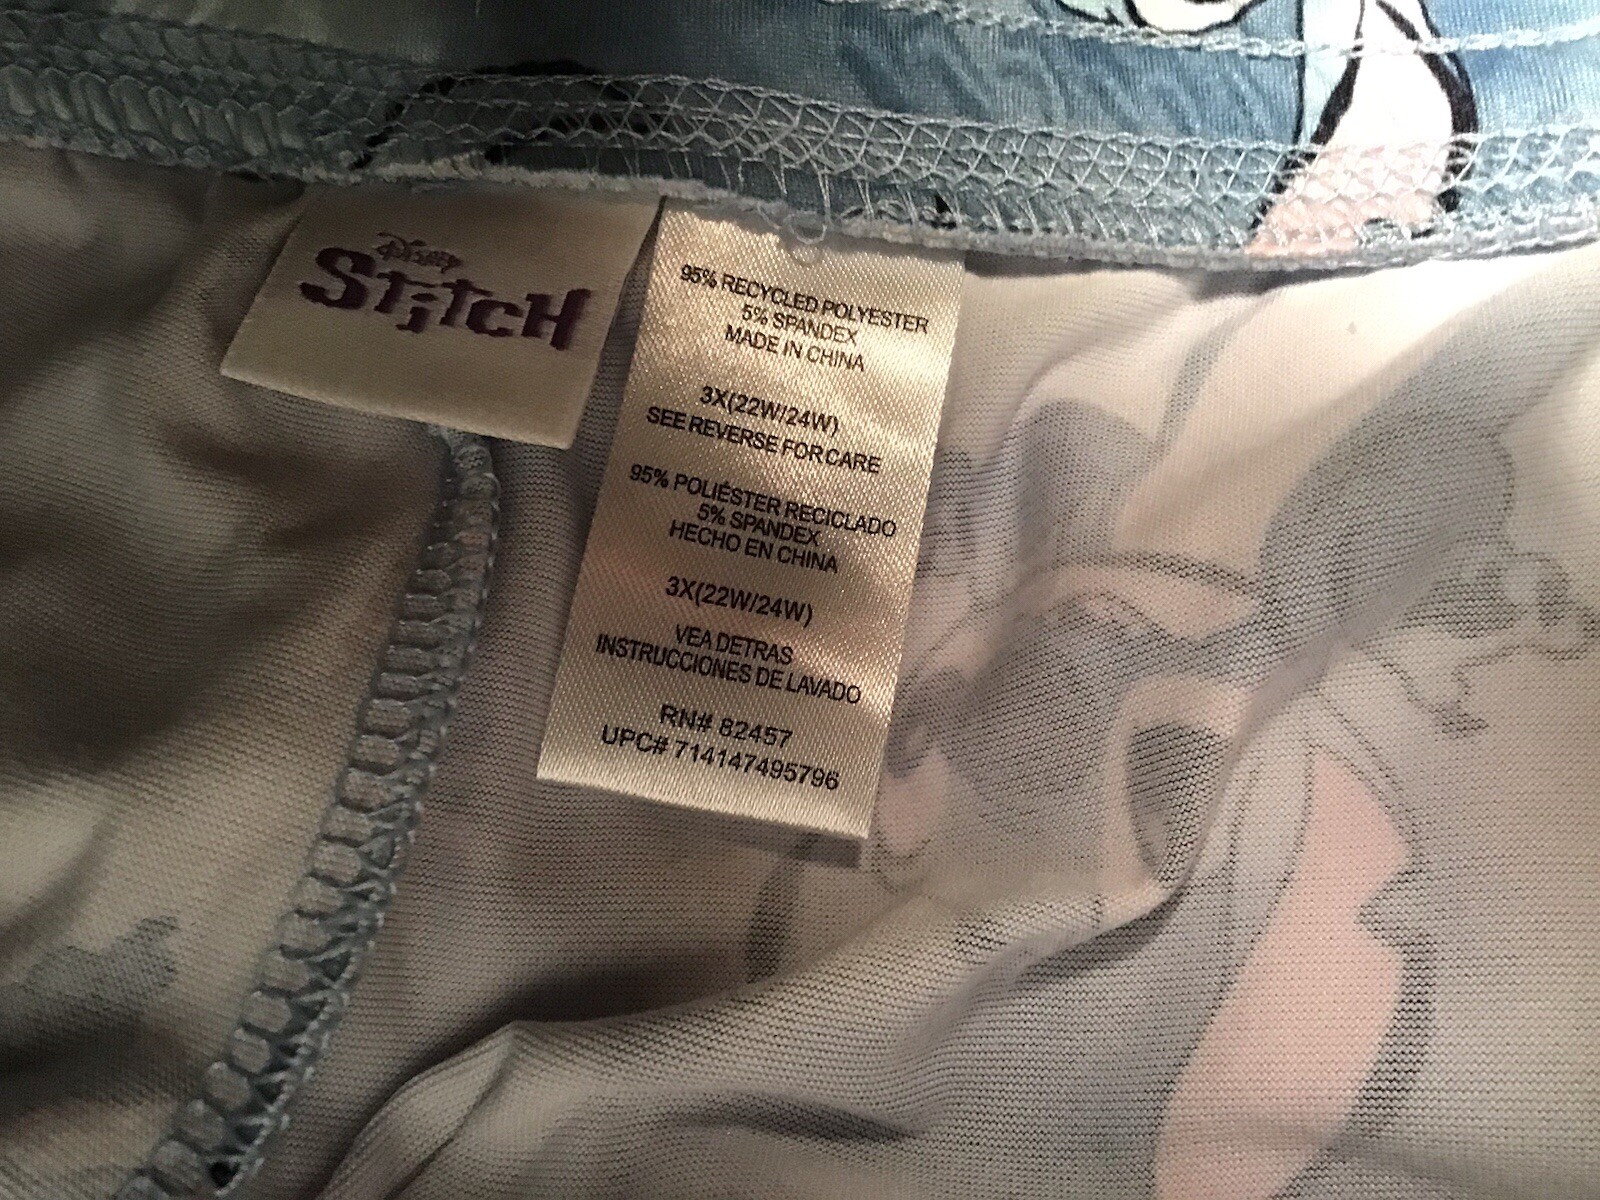 Disney
STITCH
95% RECYCLED POLYESTER
5% SPANDEX
MADE IN CHINA
3X(22W/24W)
SEE REVERSE FOR CARE
95% POLIÉSTER RECICLADO
5% SPANDEX
HECHO EN CHINA
3X(22W/24W)
VEA DETRAS
INSTRUCCIONES DE LAVADO
RN# 82457
UPC# 714147495796